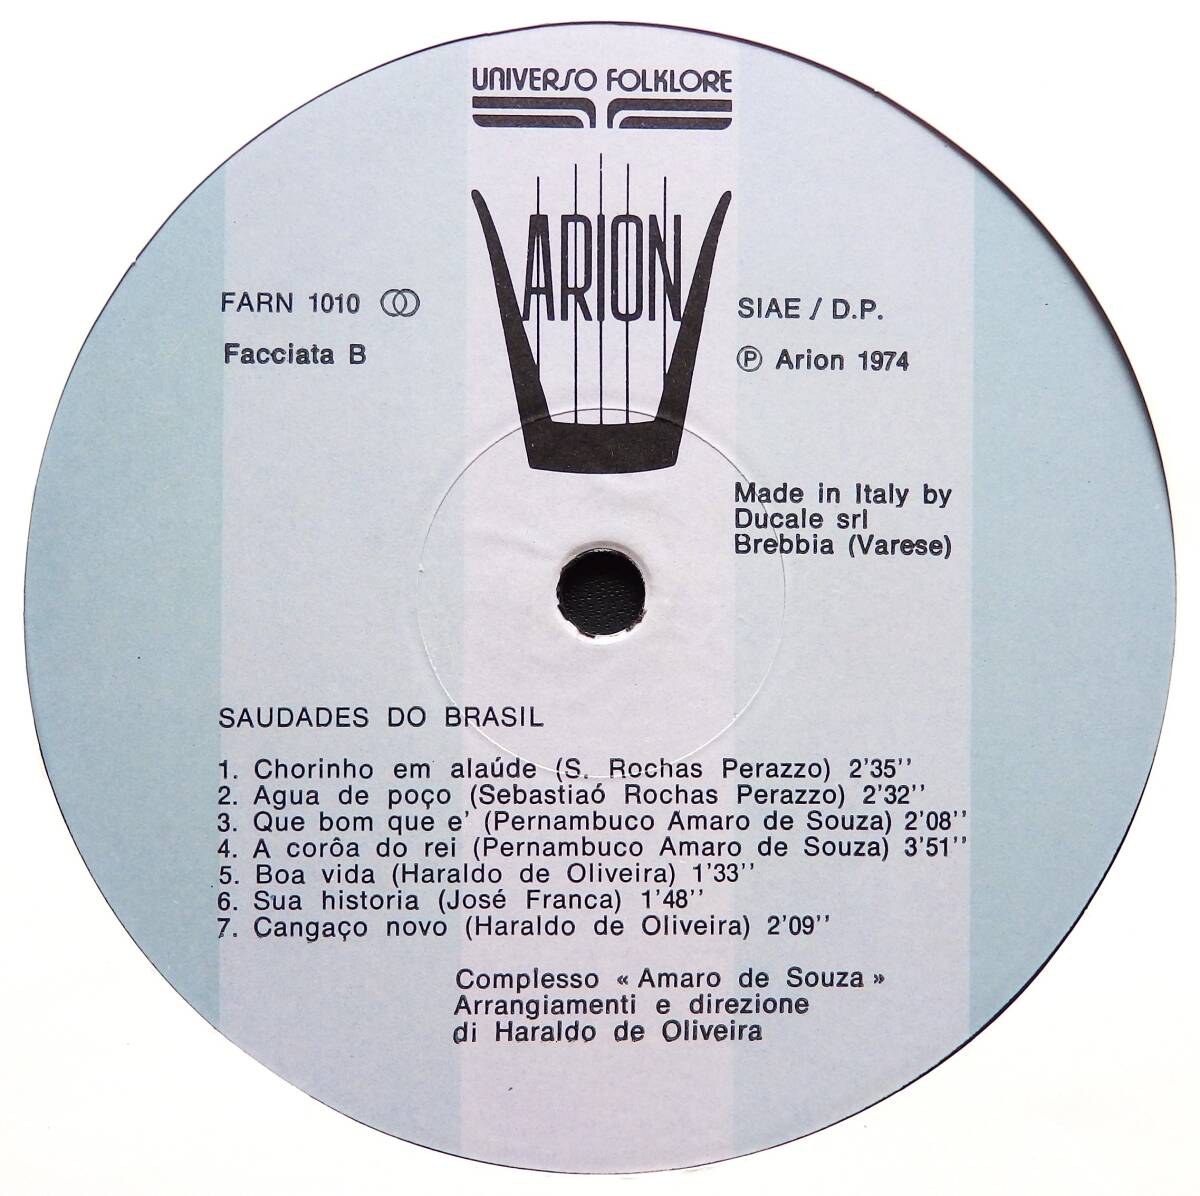 UNIVERSO FOLKLORE
ARION
FARN 1010
Facciata B
SIAE / D.P.
Ⓟ Arion 1974
Made in Italy by
Ducale srl
Brebbia (Varese)
SAUDADES DO BRASIL
1. Chorinho em alaúde (S. Rochas Perazzo) 2'35''
2. Agua de poço (Sebastiaó Rochas Perazzo) 2'32''
3. Que bom que e' (Pernambuco Amaro de Souza) 2'08''
4. A corôa do rei (Pernambuco Amaro de Souza) 3'51''
5. Boa vida (Haraldo de Oliveira) 1'33''
6. Sua historia (José Franca) 1'48''
7. Cangaço novo (Haraldo de Oliveira) 2'09''
Complesso « Amaro de Souza »
Arrangiamenti e direzione
di Haraldo de Oliveira